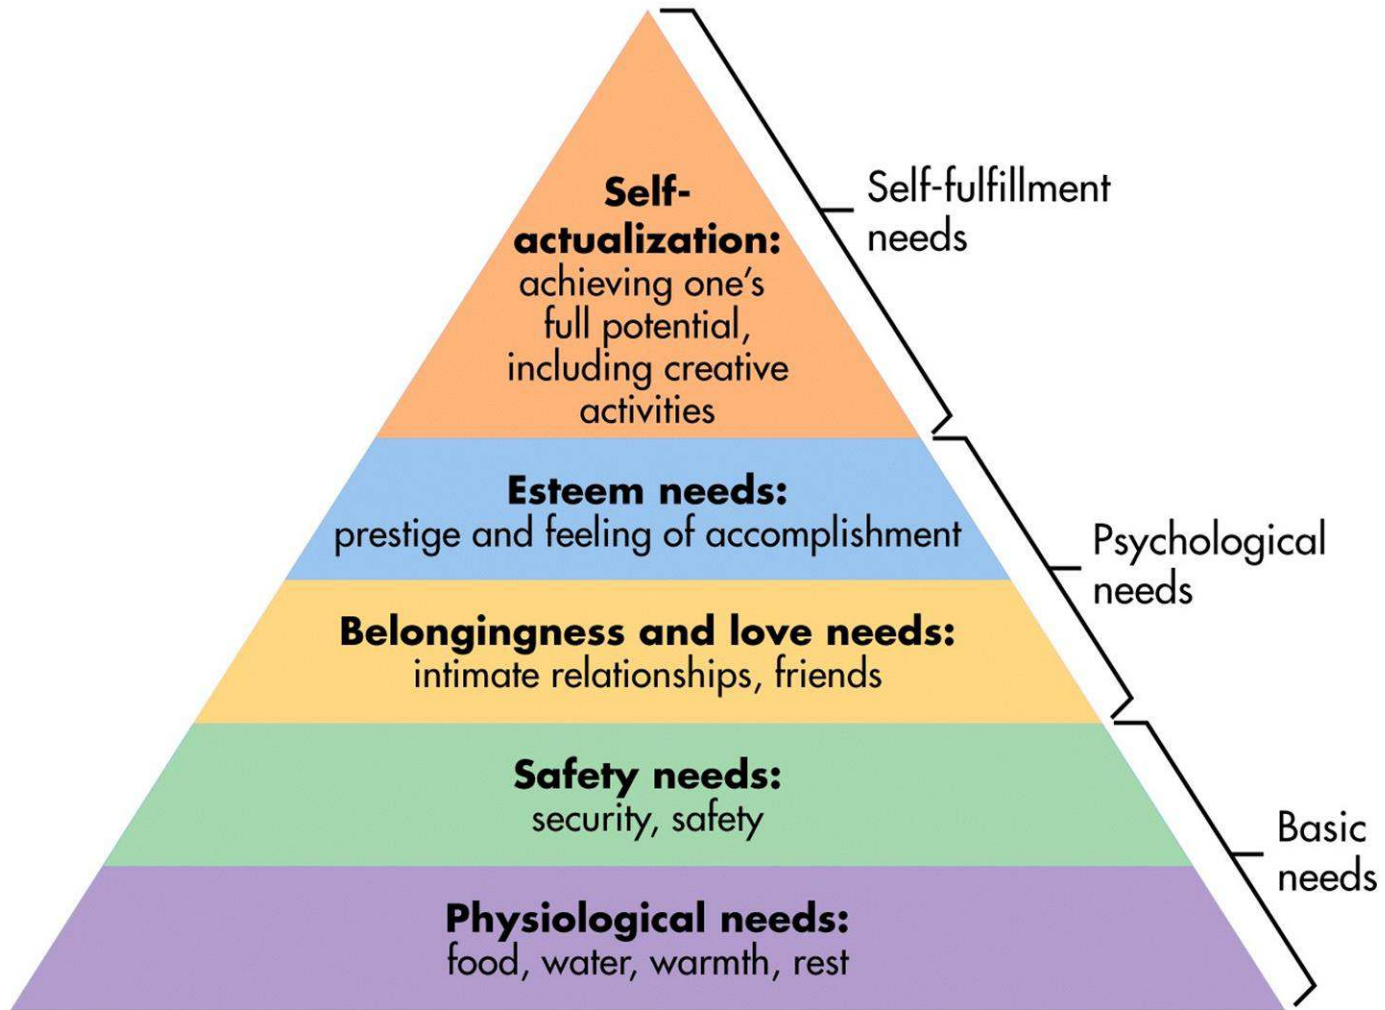 Self-
actualization:
achieving one's
full potential,
including creative
activities
Self-fulfillment
needs
Esteem needs:
prestige and feeling of accomplishment
Psychological
needs
Belongingness and love needs:
intimate relationships, friends
Safety needs:
security, safety
Basic
needs
Physiological needs:
food, water, warmth, rest